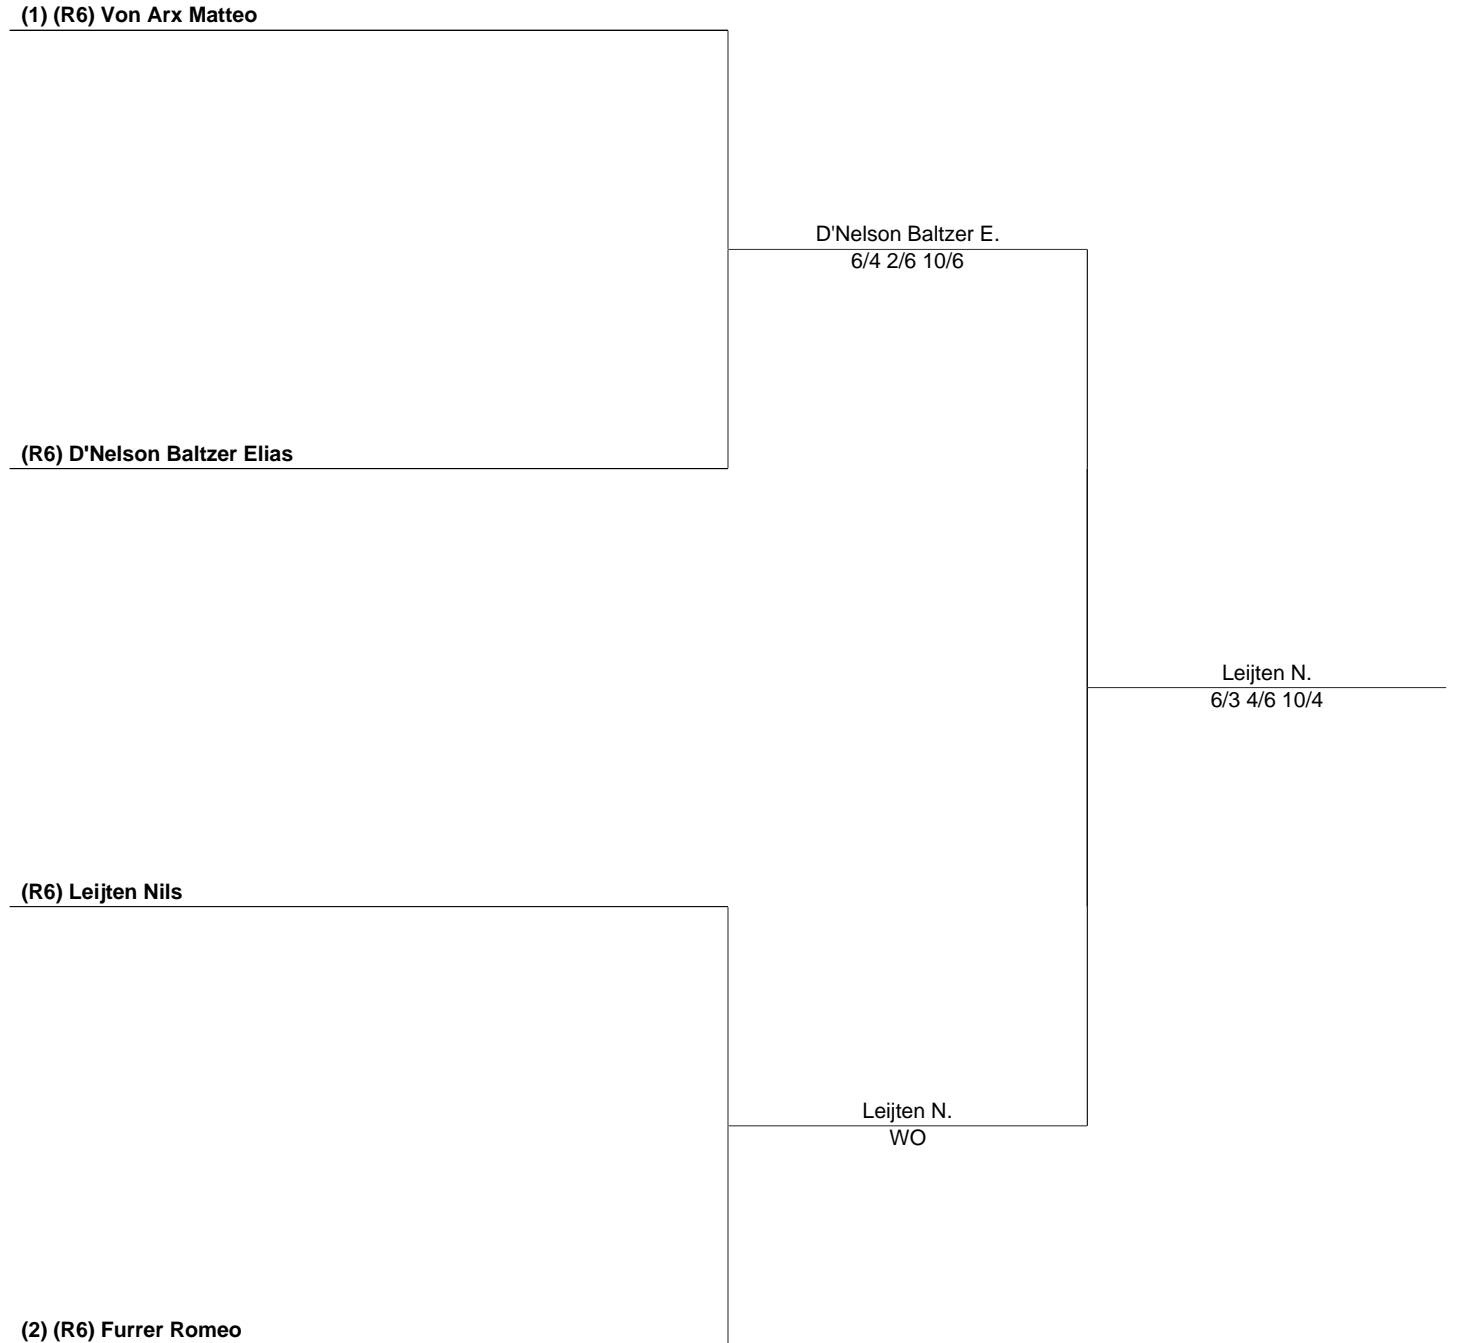 (1) (R6) Von Arx Matteo
D'Nelson Baltzer E.
6/4 2/6 10/6
(R6) D'Nelson Baltzer Elias
Leijten N.
6/3 4/6 10/4
(R6) Leijten Nils
Leijten N.
WO
(2) (R6) Furrer Romeo